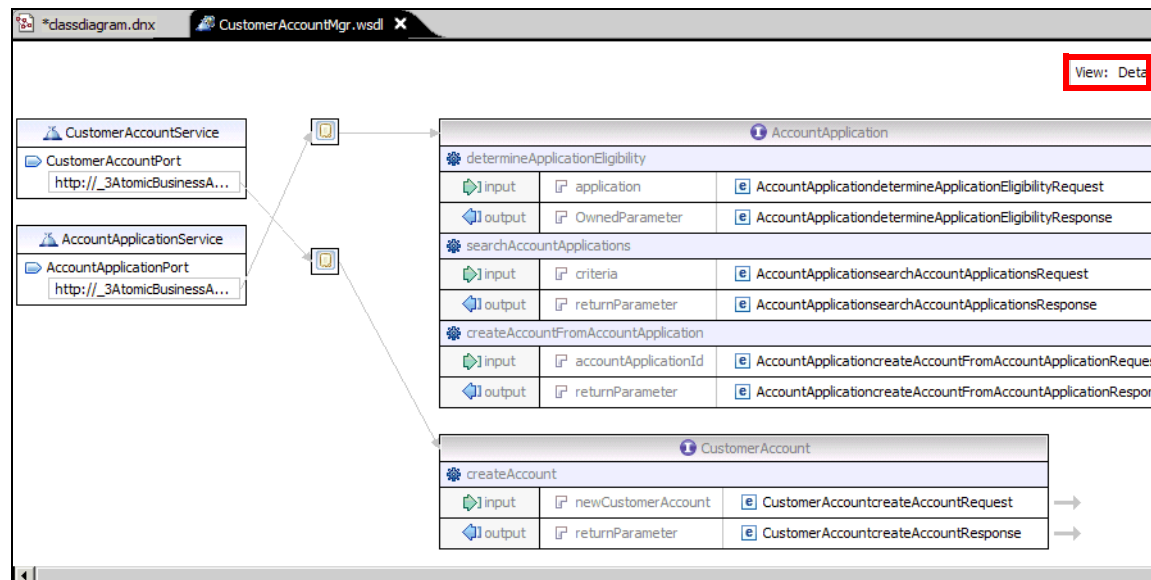 *classdiagram.dnx CustomerAccountMgr.wsdl
View: Deta
CustomerAccountService
CustomerAccountPort
http://_3AtomicBusinessA...
AccountApplicationService
AccountApplicationPort
http://_3AtomicBusinessA...
AccountApplication
determineApplicationEligibility
input application AccountApplicationdetermineApplicationEligibilityRequest
output OwnedParameter AccountApplicationdetermineApplicationEligibilityResponse
searchAccountApplications
input criteria AccountApplicationsearchAccountApplicationsRequest
output returnParameter AccountApplicationsearchAccountApplicationsResponse
createAccountFromAccountApplication
input accountApplicationId AccountApplicationcreateAccountFromAccountApplicationReques
output returnParameter AccountApplicationcreateAccountFromAccountApplicationRespon
CustomerAccount
createAccount
input newCustomerAccount CustomerAccountcreateAccountRequest
output returnParameter CustomerAccountcreateAccountResponse